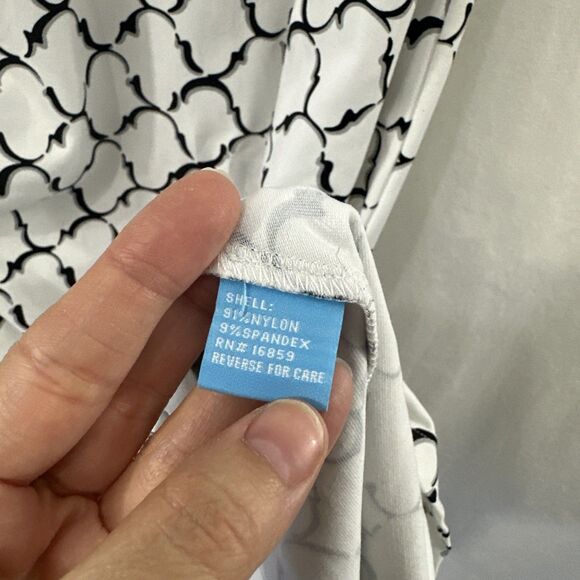 SHELL:
91%NYLON
9%SPANDEX
RN# 16859
REVERSE FOR CARE